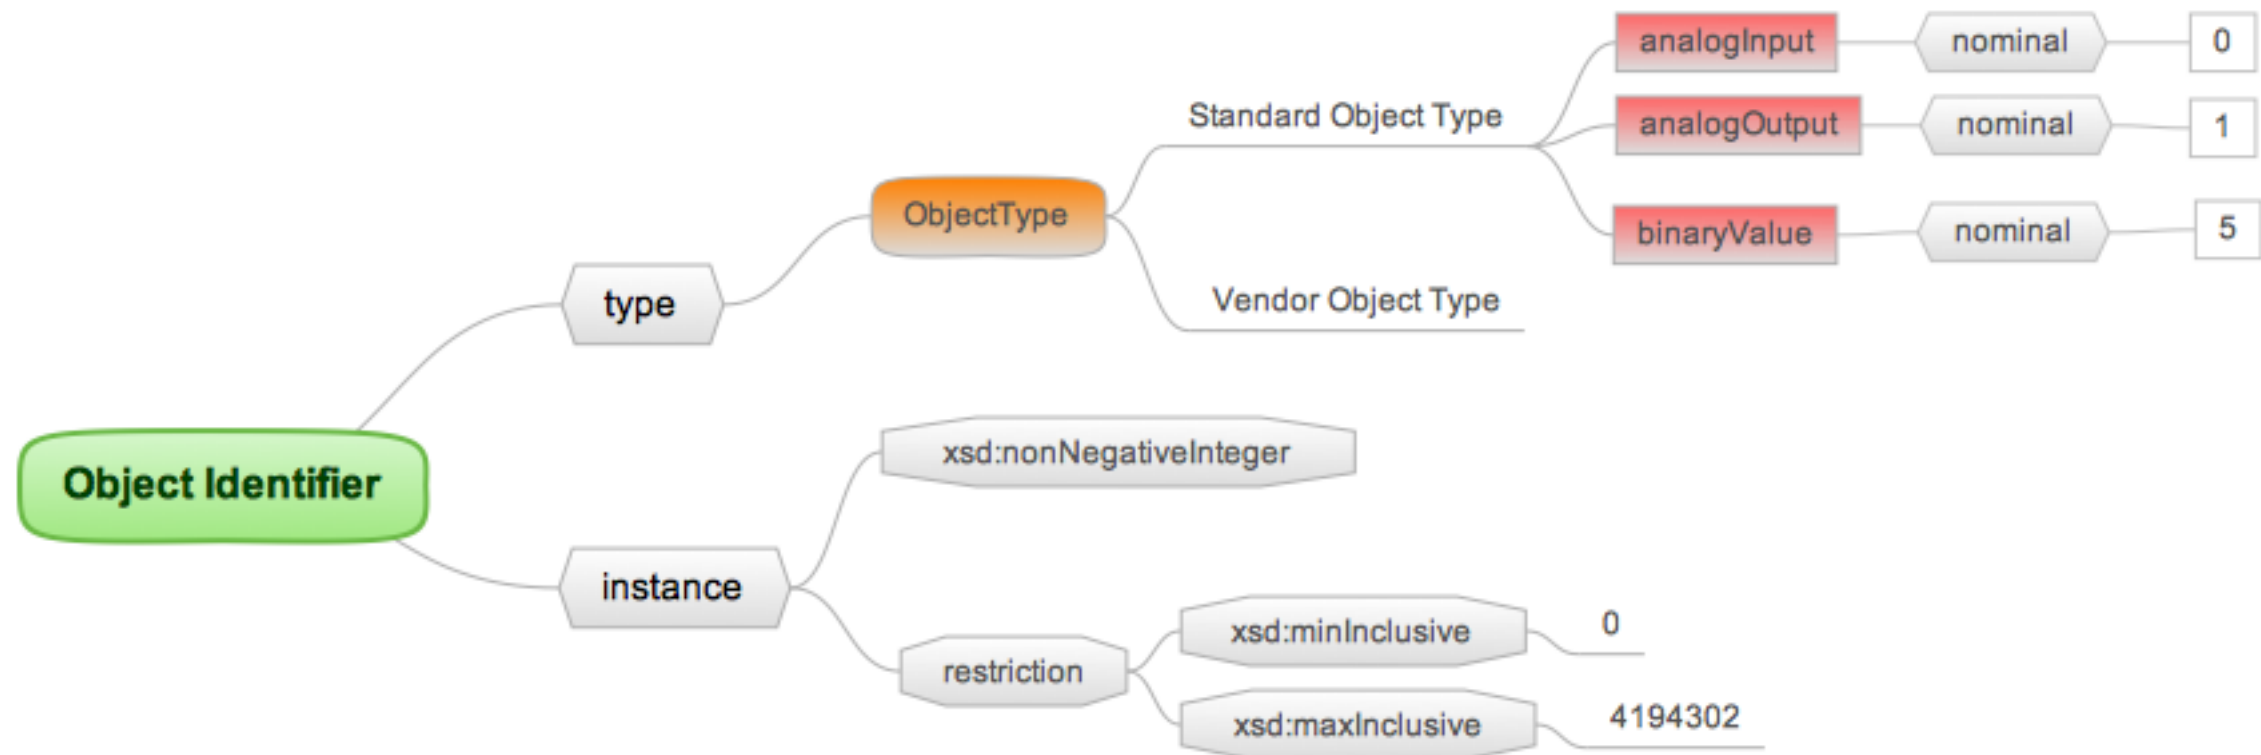 analogInput
nominal
0
Standard Object Type
analogOutput
nominal
1
ObjectType
binaryValue
nominal
5
type
Vendor Object Type
Object Identifier
xsd:nonNegativeInteger
instance
restriction
xsd:minInclusive
0
xsd:maxInclusive
4194302